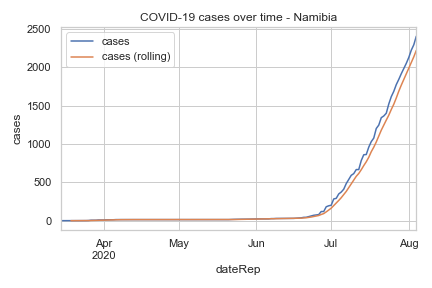 COVID-19 cases over time - Namibia
cases
cases (rolling)
2500
2000
1500
1000
500
0
cases
Apr
2020
May
Jun
Jul
Aug
dateRep